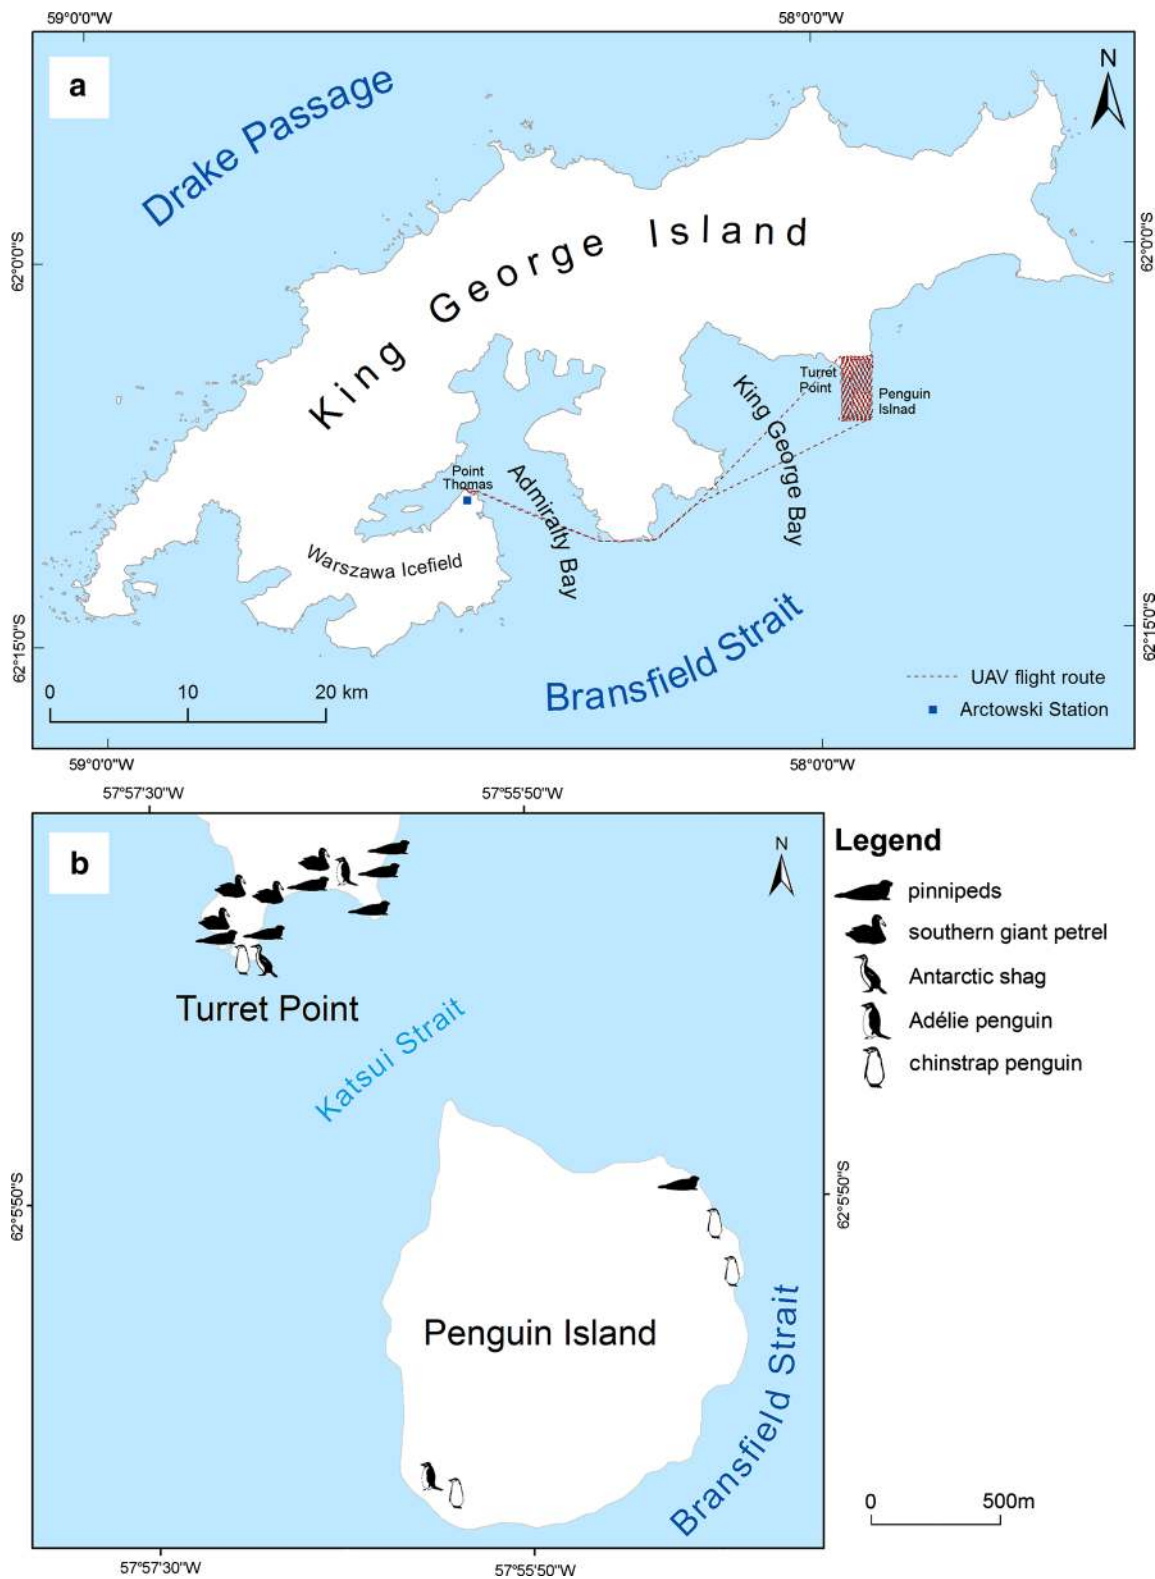 59°0'0"W
58°0'0"W
a
N
Drake Passage
King George Island
62°0'0"S
62°0'0"S
Turret
Point
Penguin
Islnad
King George Bay
Point
Thomas
Admiralty Bay
Warszawa Icefield
Bransfield Strait
62°15'0"S
62°15'0"S
0 10 20 km
UAV flight route
Arctowski Station
59°0'0"W
58°0'0"W
57°57'30"W
57°55'50"W
b
N
Legend
pinnipeds
southern giant petrel
Antarctic shag
Adélie penguin
chinstrap penguin
Turret Point
Katsui Strait
62°5'50"S
62°5'50"S
Penguin Island
Bransfield Strait
0 500m
57°57'30"W
57°55'50"W